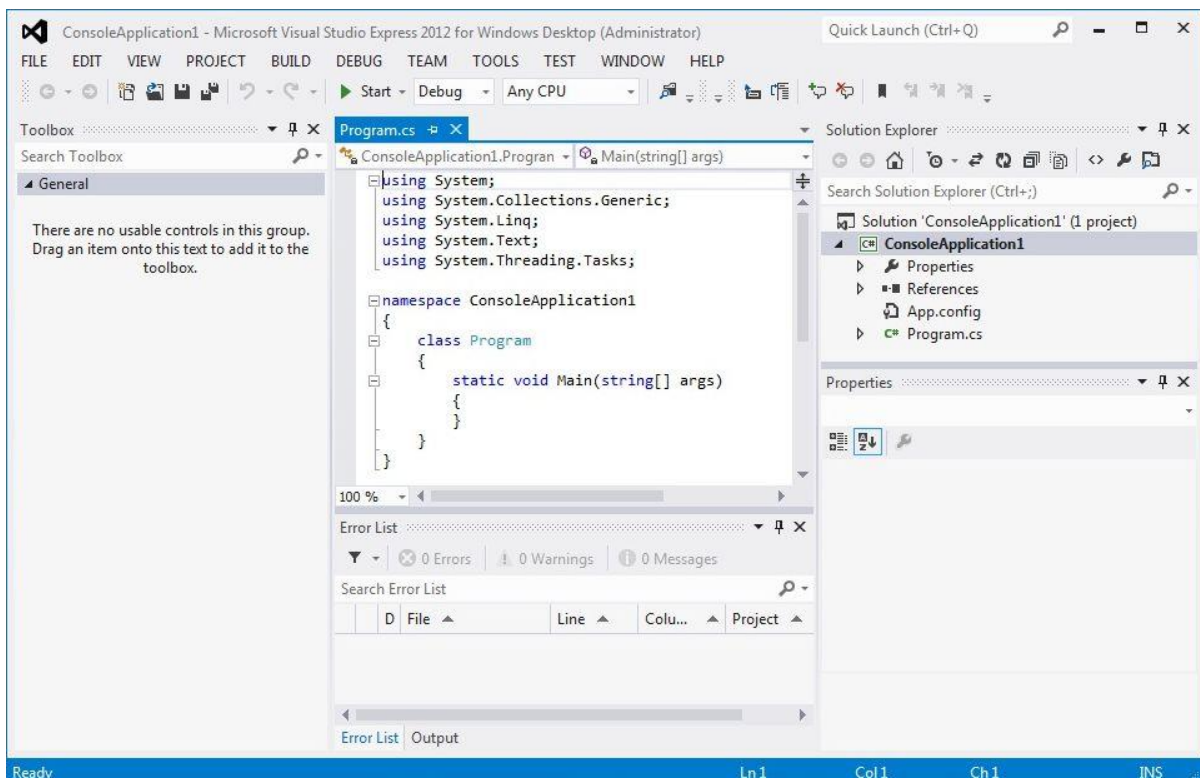 ConsoleApplication1 - Microsoft Visual Studio Express 2012 for Windows Desktop (Administrator)
Quick Launch (Ctrl+Q)
FILE EDIT VIEW PROJECT BUILD DEBUG TEAM TOOLS TEST WINDOW HELP
Start Debug Any CPU
Toolbox
Search Toolbox
General
There are no usable controls in this group.
Drag an item onto this text to add it to the
toolbox.
Program.cs
ConsoleApplication1.Progran Main(string[] args)
using System;
using System.Collections.Generic;
using System.Linq;
using System.Text;
using System.Threading.Tasks;
namespace ConsoleApplication1
{
class Program
{
static void Main(string[] args)
{
}
}
}
100 %
Error List
0 Errors 0 Warnings 0 Messages
Search Error List
D File Line Colu... Project
Error List Output
Solution Explorer
Search Solution Explorer (Ctrl+;)
Solution 'ConsoleApplication1' (1 project)
C# ConsoleApplication1
Properties
References
App.config
C# Program.cs
Properties
Ready Ln 1 Col 1 Ch 1 INS